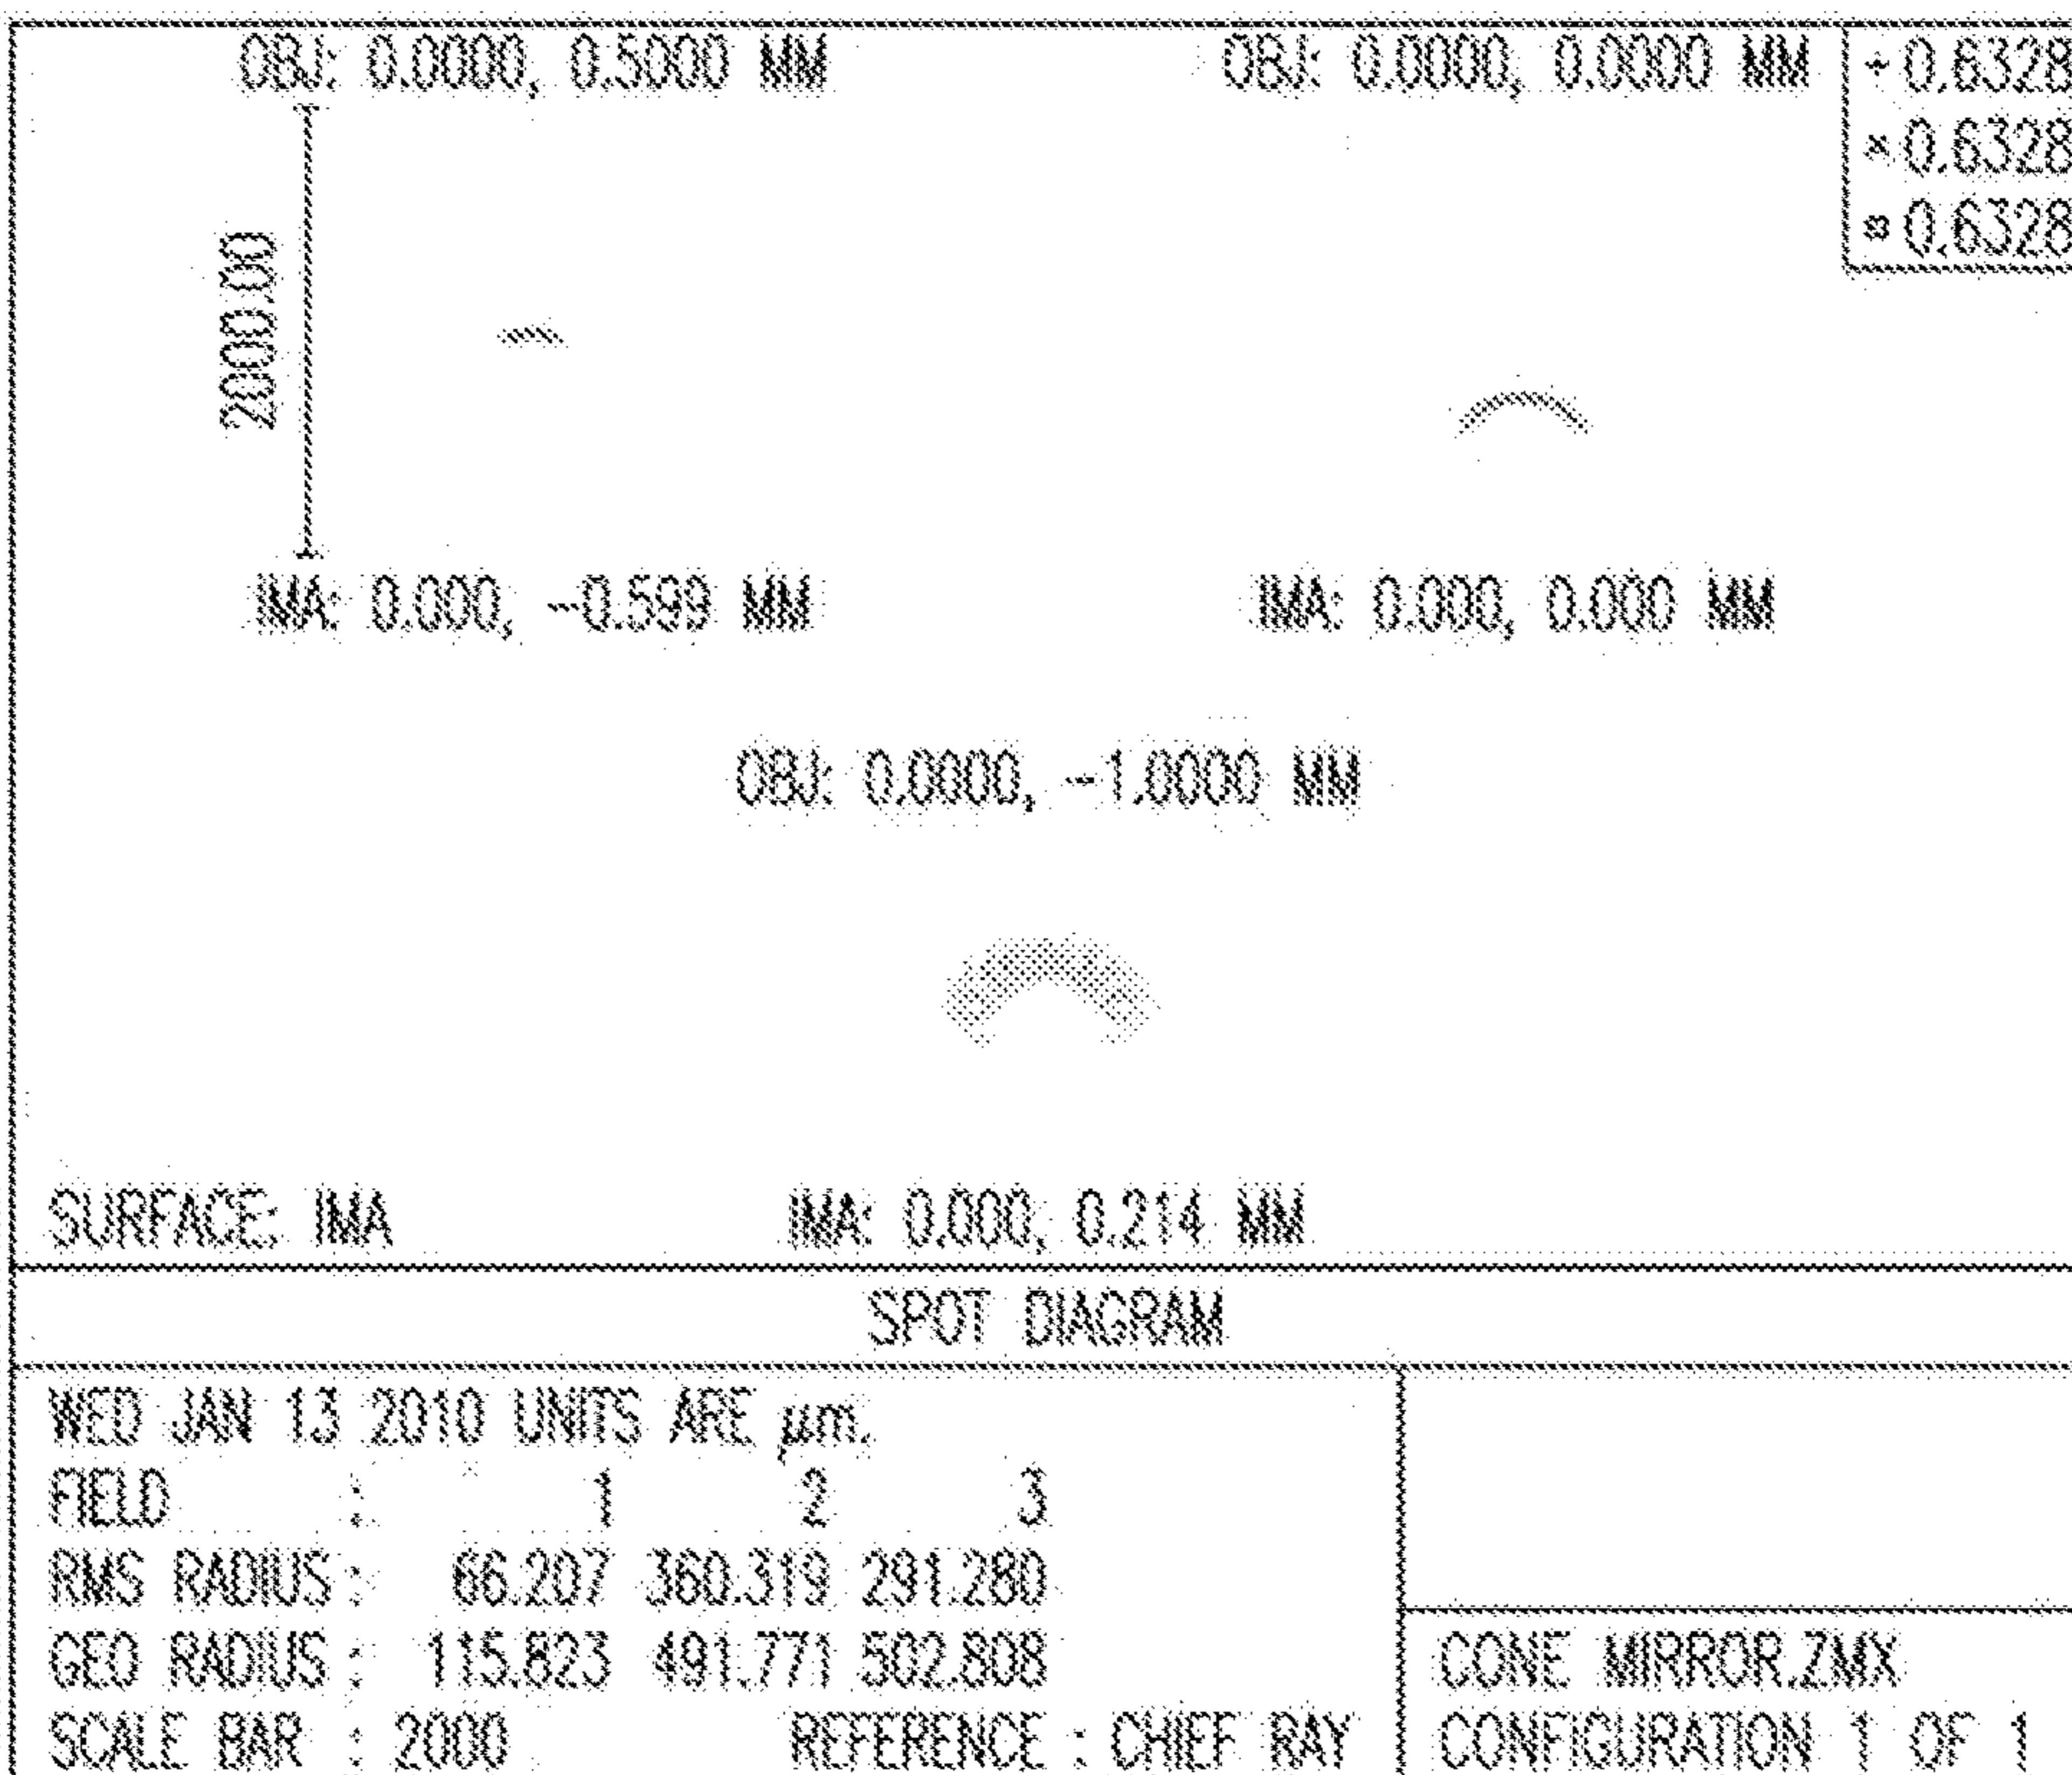 OBJ: 0.0000, 0.5000 MM
OBJ: 0.0000, 0.0000 MM
+ 0.6328
× 0.6328
¤ 0.6328
2000.00
IMA: 0.000, -0.599 MM
IMA: 0.000, 0.000 MM
OBJ: 0.0000, -1.0000 MM
SURFACE: IMA
IMA: 0.000, 0.214 MM
SPOT DIAGRAM
WED JAN 13 2010 UNITS ARE µm.
FIELD : 1 2 3
RMS RADIUS : 66.207 360.319 291.280
GEO RADIUS : 115.823 491.771 502.808
SCALE BAR : 2000 REFERENCE : CHIEF RAY
CONE MIRROR.ZMX
CONFIGURATION 1 OF 1